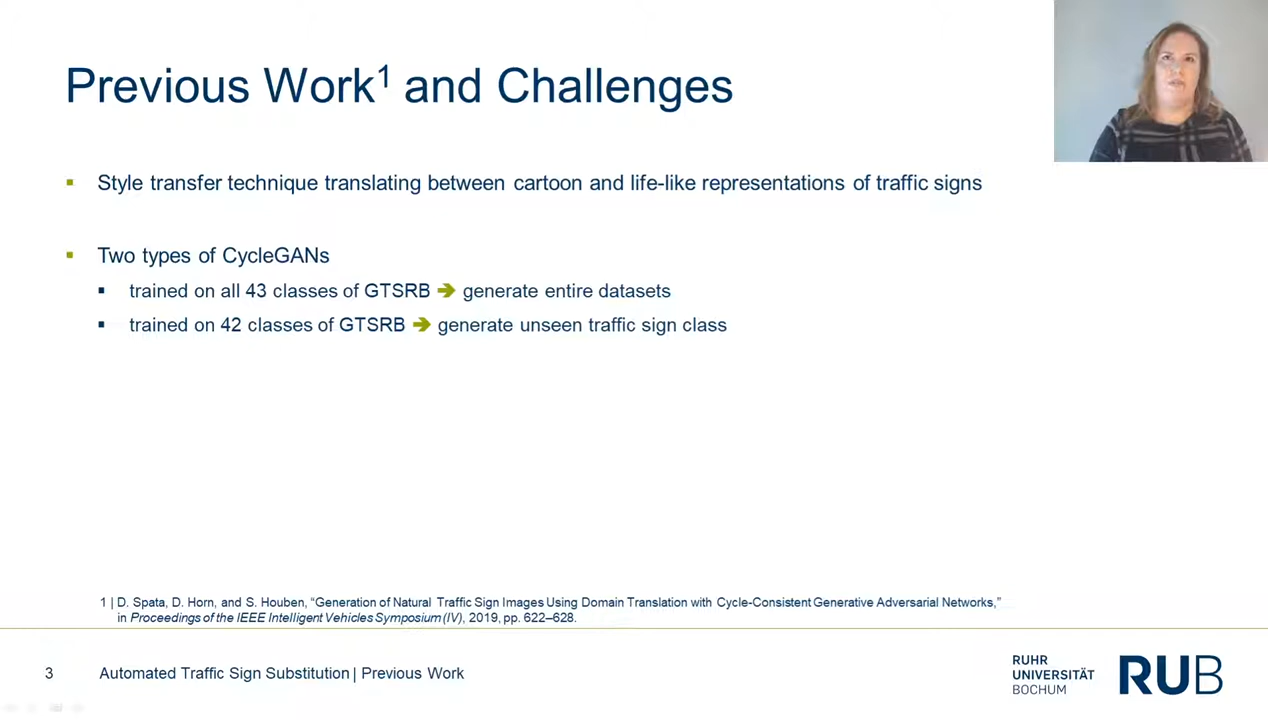 Previous Work¹ and Challenges
▪ Style transfer technique translating between cartoon and life-like representations of traffic signs
▪ Two types of CycleGANs
▪ trained on all 43 classes of GTSRB ➔ generate entire datasets
▪ trained on 42 classes of GTSRB ➔ generate unseen traffic sign class
1 | D. Spata, D. Horn, and S. Houben, “Generation of Natural Traffic Sign Images Using Domain Translation with Cycle-Consistent Generative Adversarial Networks,”
in Proceedings of the IEEE Intelligent Vehicles Symposium (IV), 2019, pp. 622–628.
3 Automated Traffic Sign Substitution | Previous Work
RUHR
UNIVERSITÄT
BOCHUM
RUB